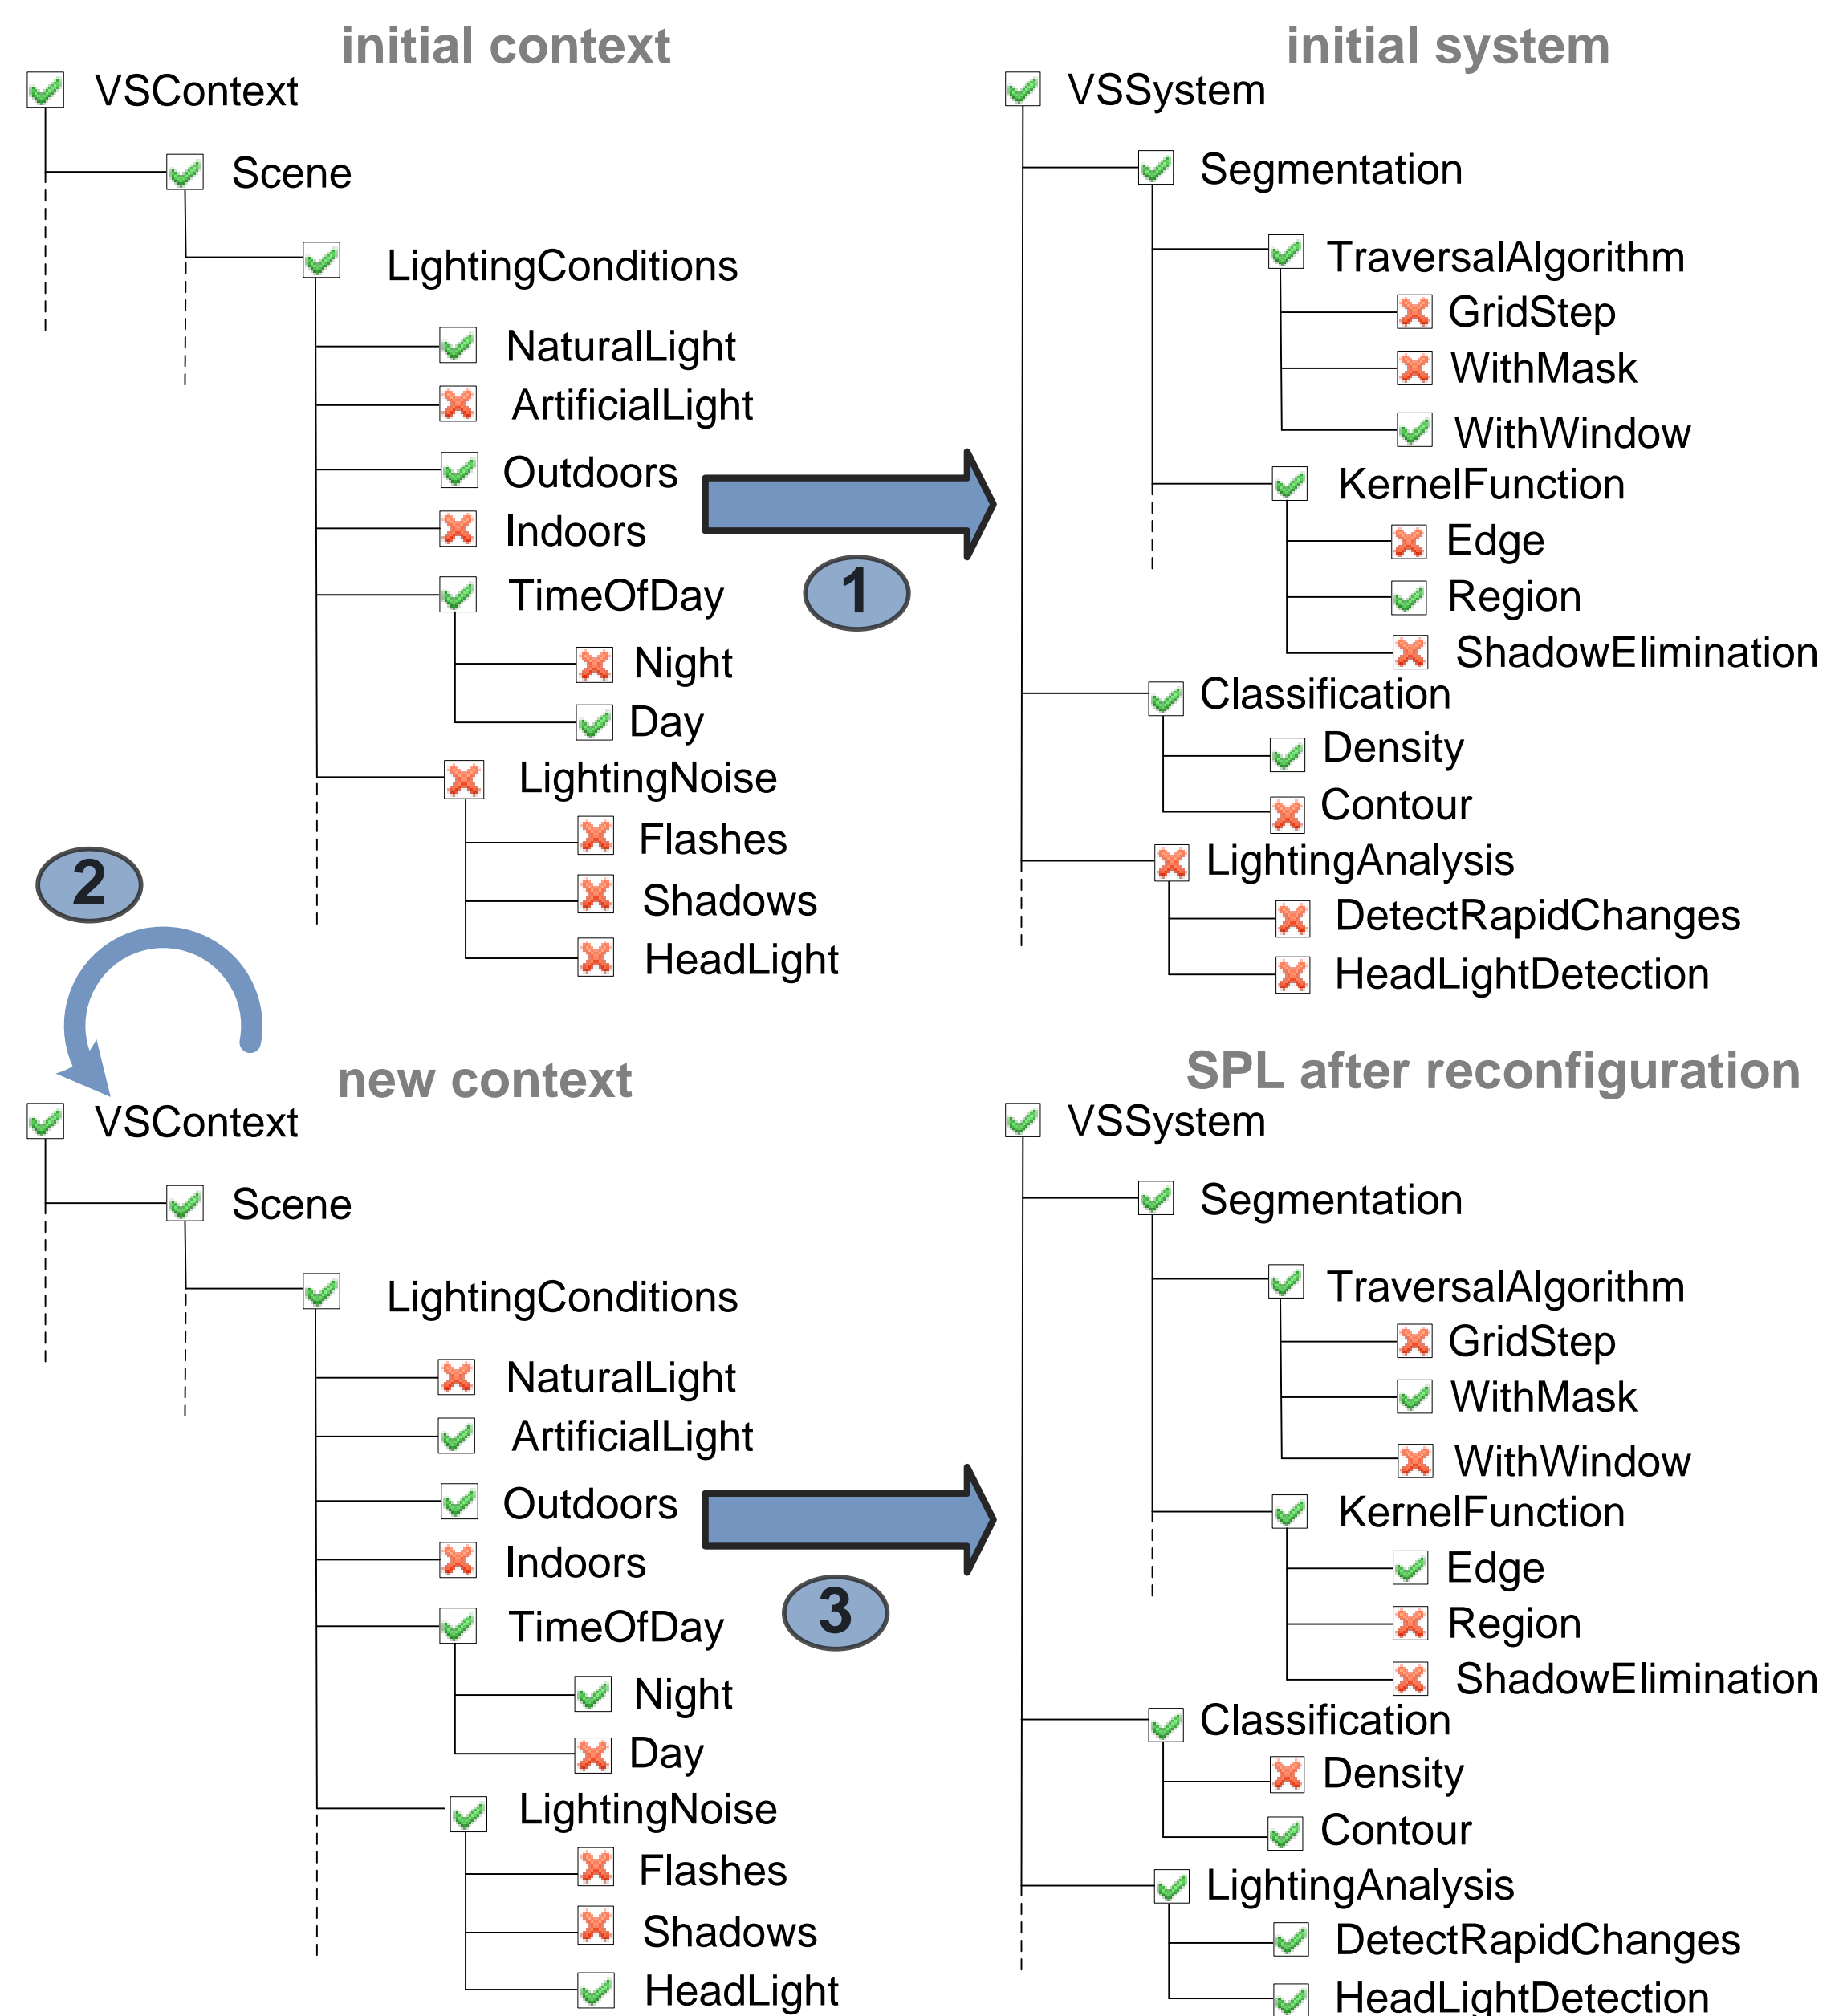 initial context
VSContext
Scene
LightingConditions
NaturalLight
ArtificialLight
Outdoors
Indoors
TimeOfDay
Night
Day
LightingNoise
Flashes
Shadows
HeadLight
1
initial system
VSSystem
Segmentation
TraversalAlgorithm
GridStep
WithMask
WithWindow
KernelFunction
Edge
Region
ShadowElimination
Classification
Density
Contour
LightingAnalysis
DetectRapidChanges
HeadLightDetection
2
new context
VSContext
Scene
LightingConditions
NaturalLight
ArtificialLight
Outdoors
Indoors
TimeOfDay
Night
Day
LightingNoise
Flashes
Shadows
HeadLight
3
SPL after reconfiguration
VSSystem
Segmentation
TraversalAlgorithm
GridStep
WithMask
WithWindow
KernelFunction
Edge
Region
ShadowElimination
Classification
Density
Contour
LightingAnalysis
DetectRapidChanges
HeadLightDetection